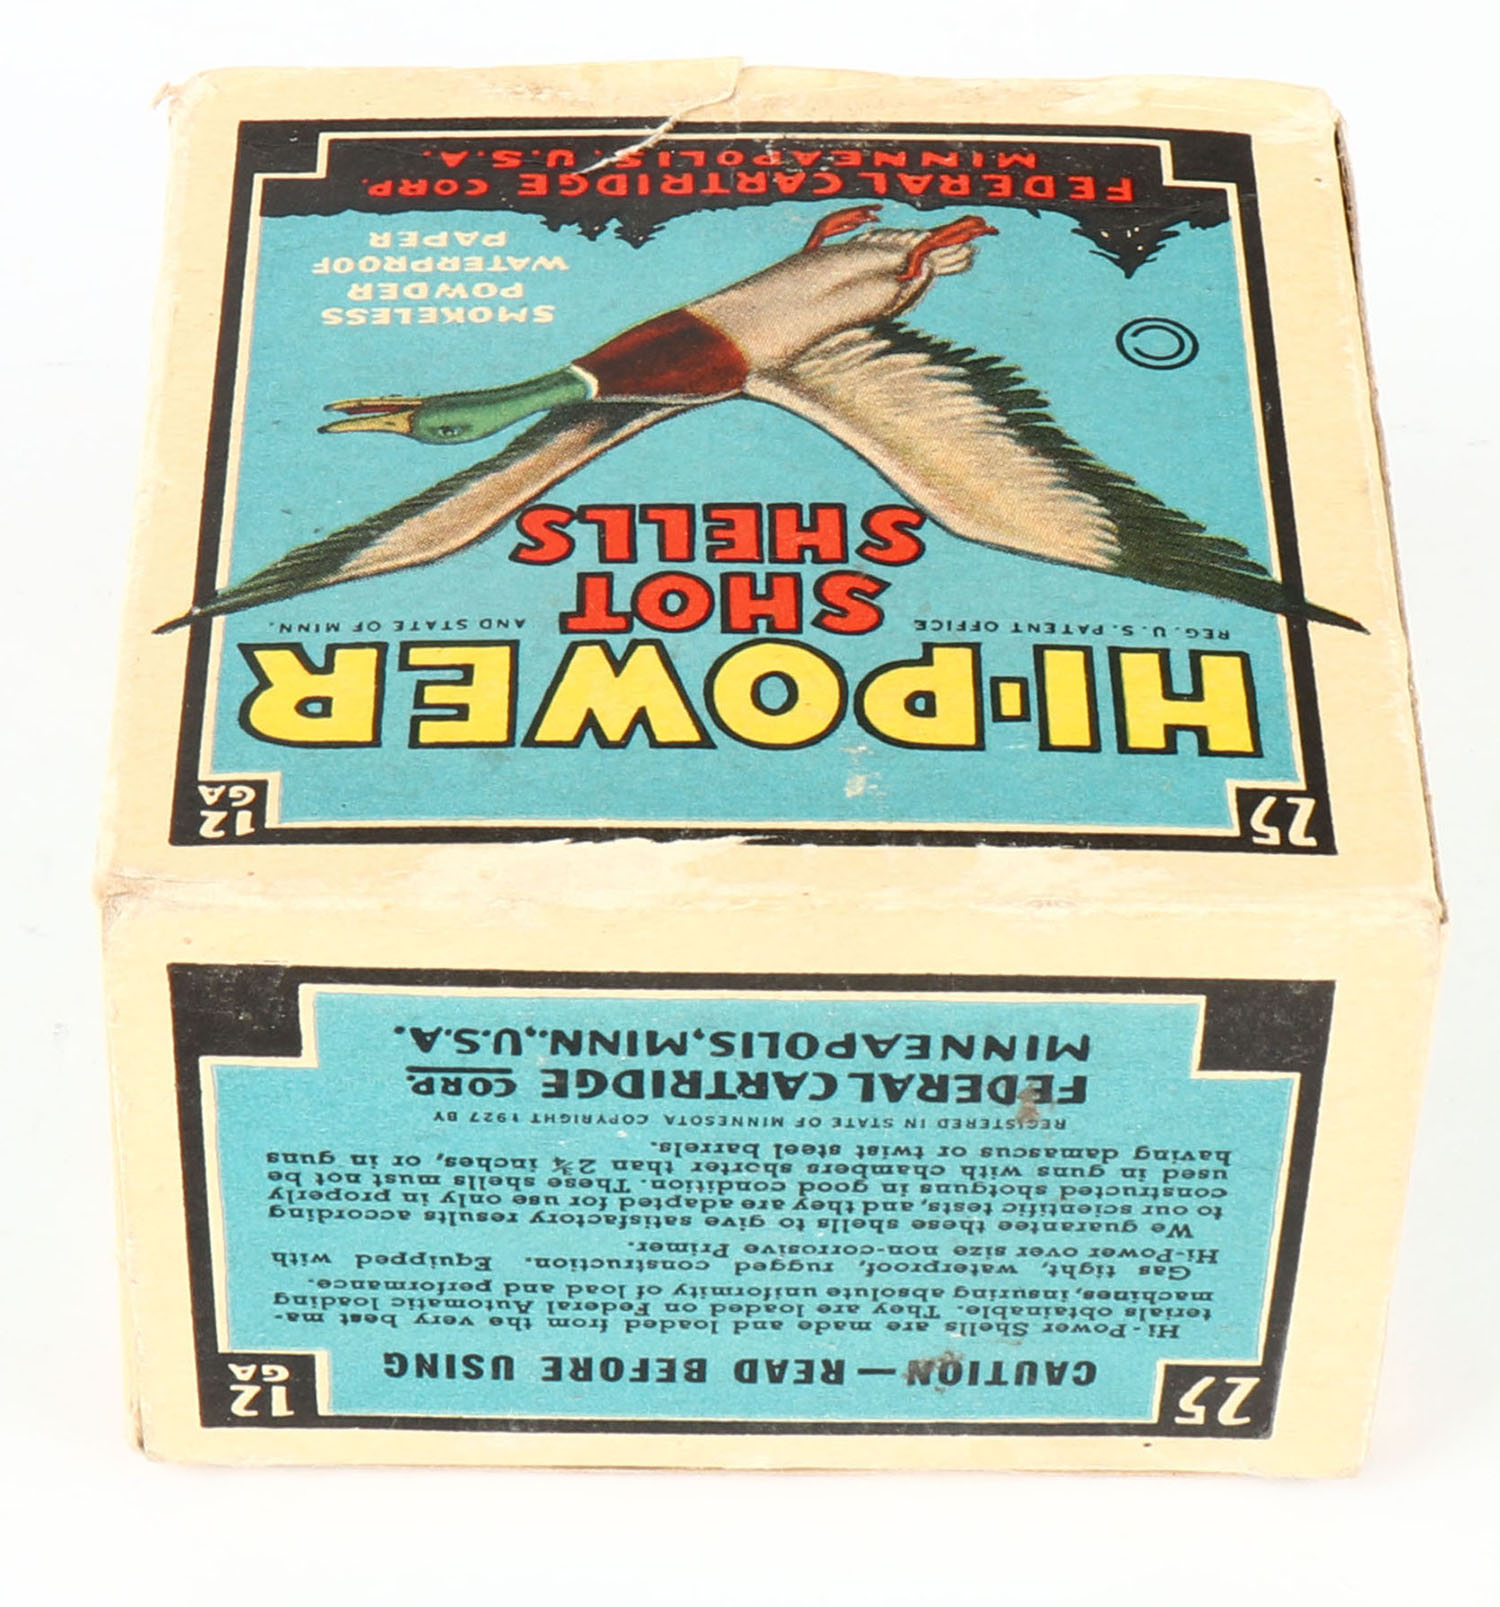 25
12
GA
HI-POWER
REG. U.S. PATENT OFFICE
AND STATE OF MINN.
SHOT
SHELLS
C
SMOKELESS
POWDER
WATERPROOF
PAPER
FEDERAL CARTRIDGE CORP.
MINNEAPOLIS, U.S.A.
25
12
GA
CAUTION—READ BEFORE USING
Hi-Power Shells are made and loaded from the very best ma-
terials obtainable. They are loaded on Federal Automatic loading
machines, insuring absolute uniformity of load and performance.
Gas tight, waterproof, rugged construction. Equipped with
Hi-Power over size non-corrosive Primer.
We guarantee these shells to give satisfactory results according
to our scientific tests, and they are adapted for use only in properly
constructed shotguns in good condition. These shells must not be
used in guns with chambers shorter than 2¾ inches, or in guns
having damascus or twist steel barrels.
REGISTERED IN STATE OF MINNESOTA COPYRIGHT 1927 BY
FEDERAL CARTRIDGE CORP.
MINNEAPOLIS, MINN., U.S.A.